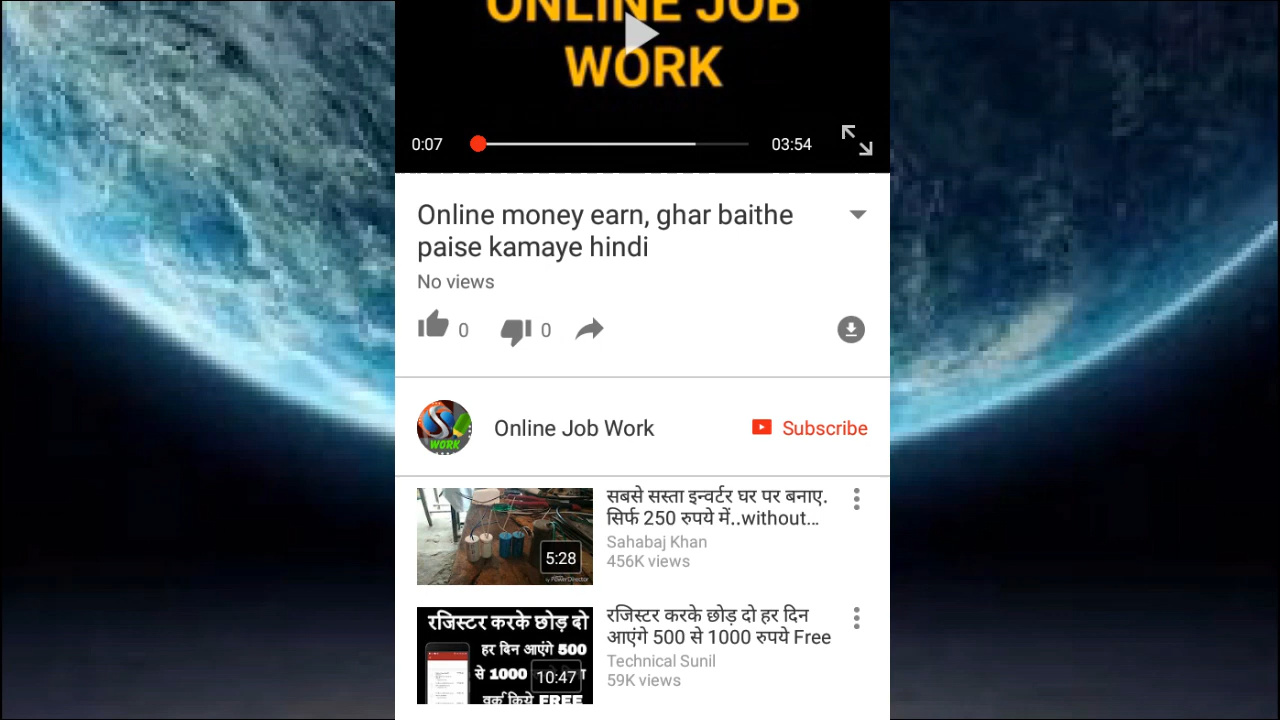 ONLINE JOB
WORK
0:07
03:54
Online money earn, ghar baithe
paise kamaye hindi
No views
0
0
WORK
Online Job Work
Subscribe
सबसे सस्ता इन्वर्टर घर पर बनाए.
सिर्फ 250 रुपये में..without...
Sahabaj Khan
456K views
5:28
by PowerDirector
रजिस्टर करके छोड़ दो हर दिन
आएंगे 500 से 1000 रुपये Free
Technical Sunil
59K views
रजिस्टर करके छोड़ दो
हर दिन आएंगे 500
से 1000
10:47
वर्क किये FREE